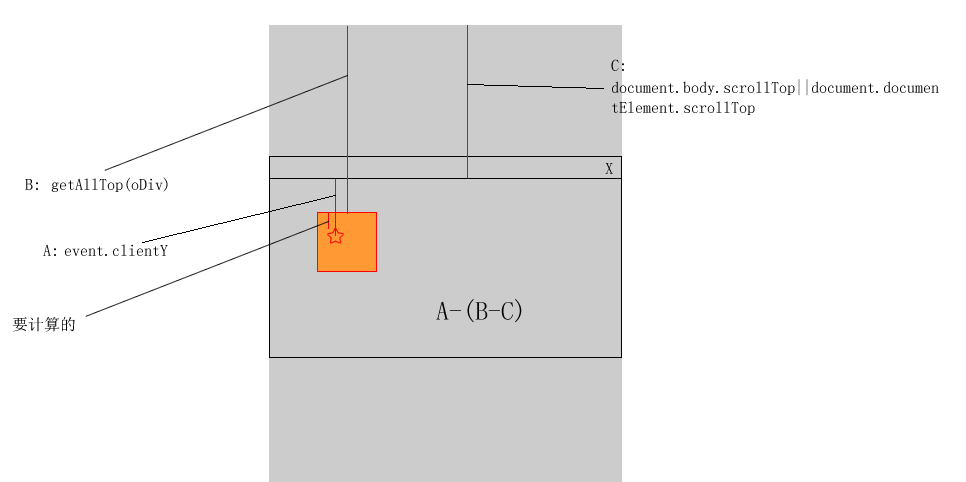 C:
document.body.scrollTop||document.documen
tElement.scrollTop
X
B: getAllTop(oDiv)
A: event.clientY
A-(B-C)
要计算的